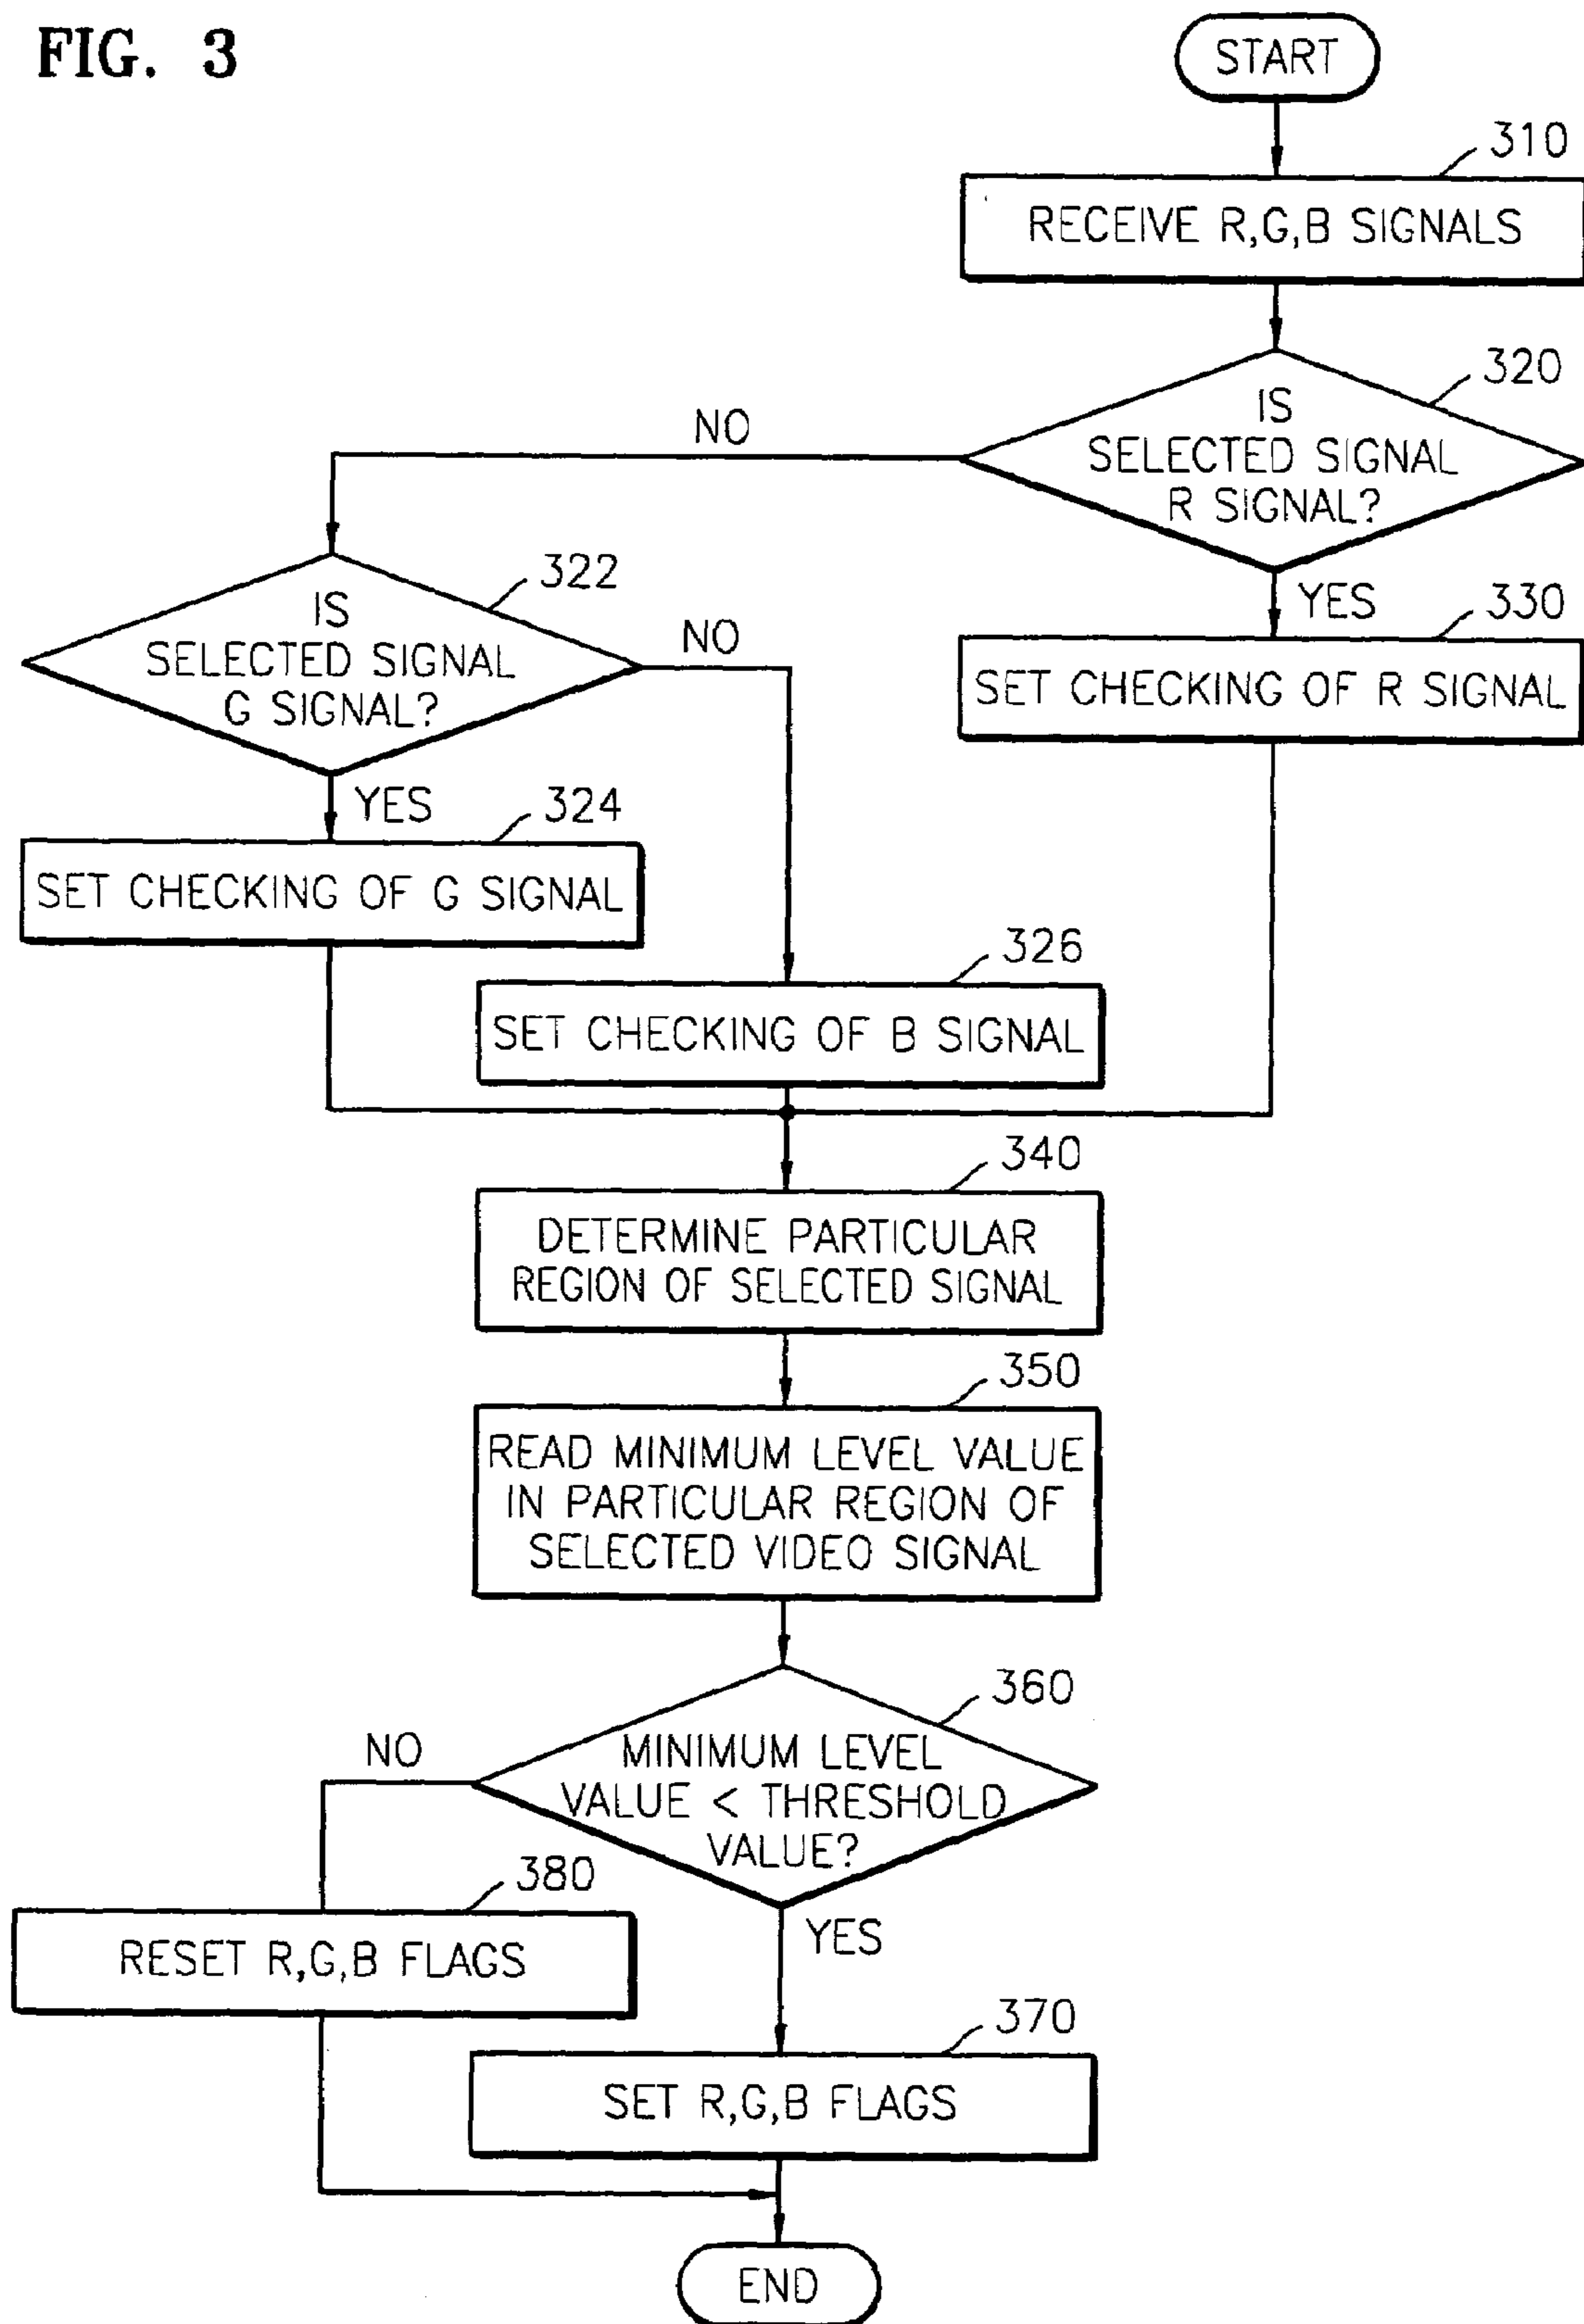 FIG. 3
START
310
RECEIVE R,G,B SIGNALS
320
IS
SELECTED SIGNAL
R SIGNAL?
NO
YES
330
SET CHECKING OF R SIGNAL
322
IS
SELECTED SIGNAL
G SIGNAL?
NO
YES
324
SET CHECKING OF G SIGNAL
326
SET CHECKING OF B SIGNAL
340
DETERMINE PARTICULAR
REGION OF SELECTED SIGNAL
350
READ MINIMUM LEVEL VALUE
IN PARTICULAR REGION OF
SELECTED VIDEO SIGNAL
360
MINIMUM LEVEL
VALUE < THRESHOLD
VALUE?
NO
YES
380
RESET R,G,B FLAGS
370
SET R,G,B FLAGS
END